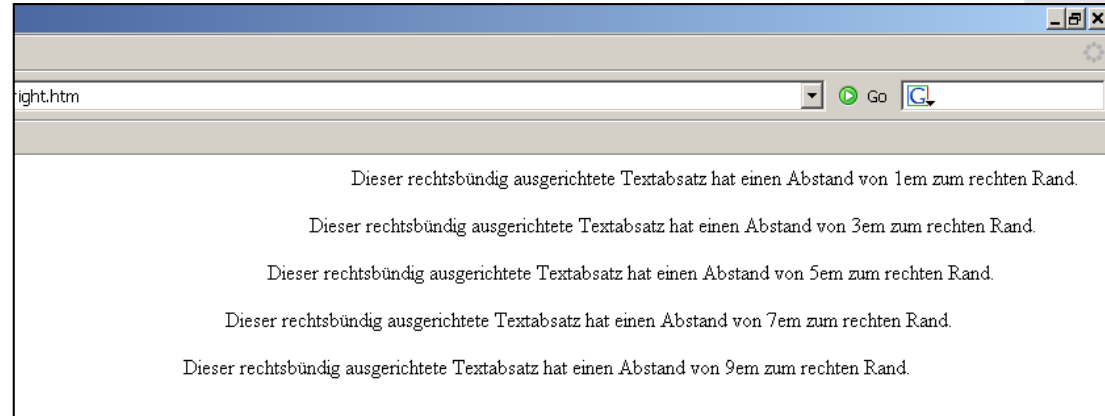 right.htm
Go G
Dieser rechtsbündig ausgerichtete Textabsatz hat einen Abstand von 1em zum rechten Rand.
Dieser rechtsbündig ausgerichtete Textabsatz hat einen Abstand von 3em zum rechten Rand.
Dieser rechtsbündig ausgerichtete Textabsatz hat einen Abstand von 5em zum rechten Rand.
Dieser rechtsbündig ausgerichtete Textabsatz hat einen Abstand von 7em zum rechten Rand.
Dieser rechtsbündig ausgerichtete Textabsatz hat einen Abstand von 9em zum rechten Rand.